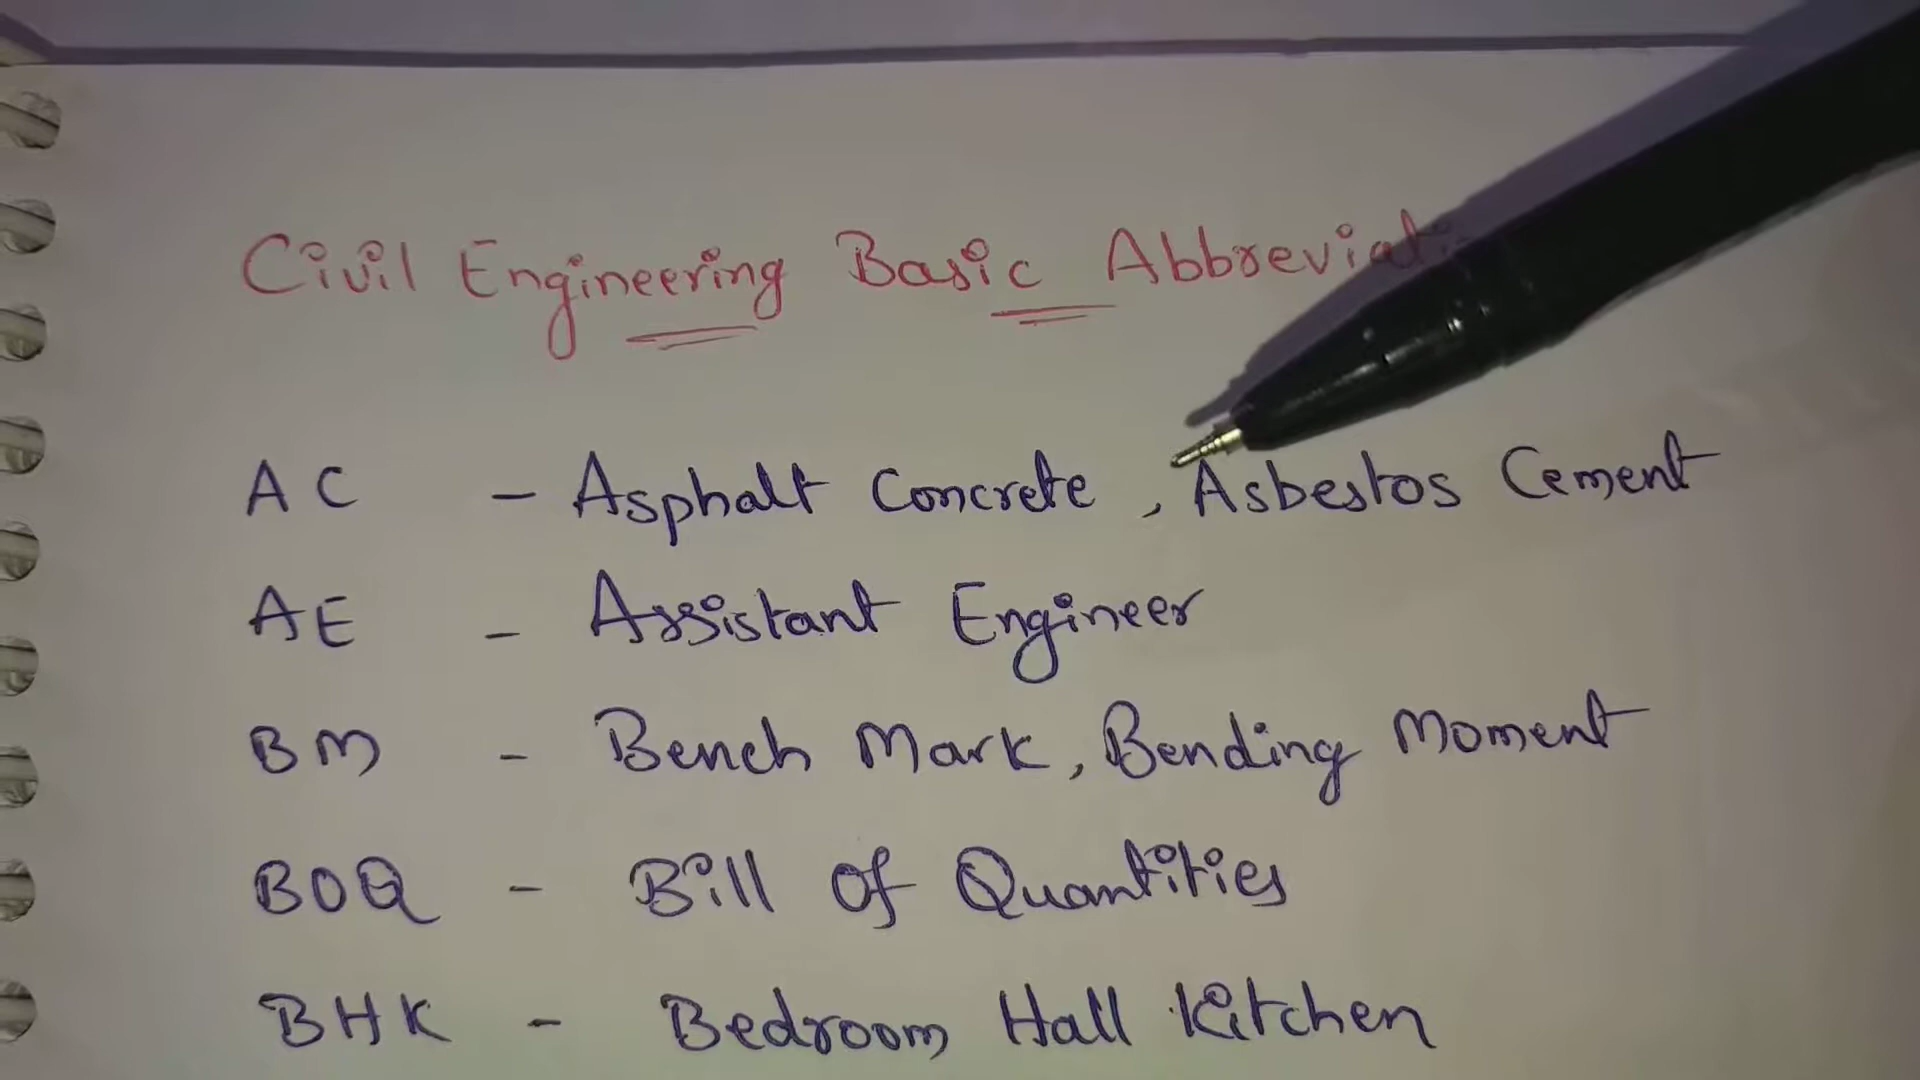 Civil Engineering Basic
AC - Asphalt Concrete, Asbestos Cement
AE - Assistant Engineer
BM - Bench Mark, Bending Moment
BOQ - Bill Of Quantities
BHK - Bedroom Hall Kitchen